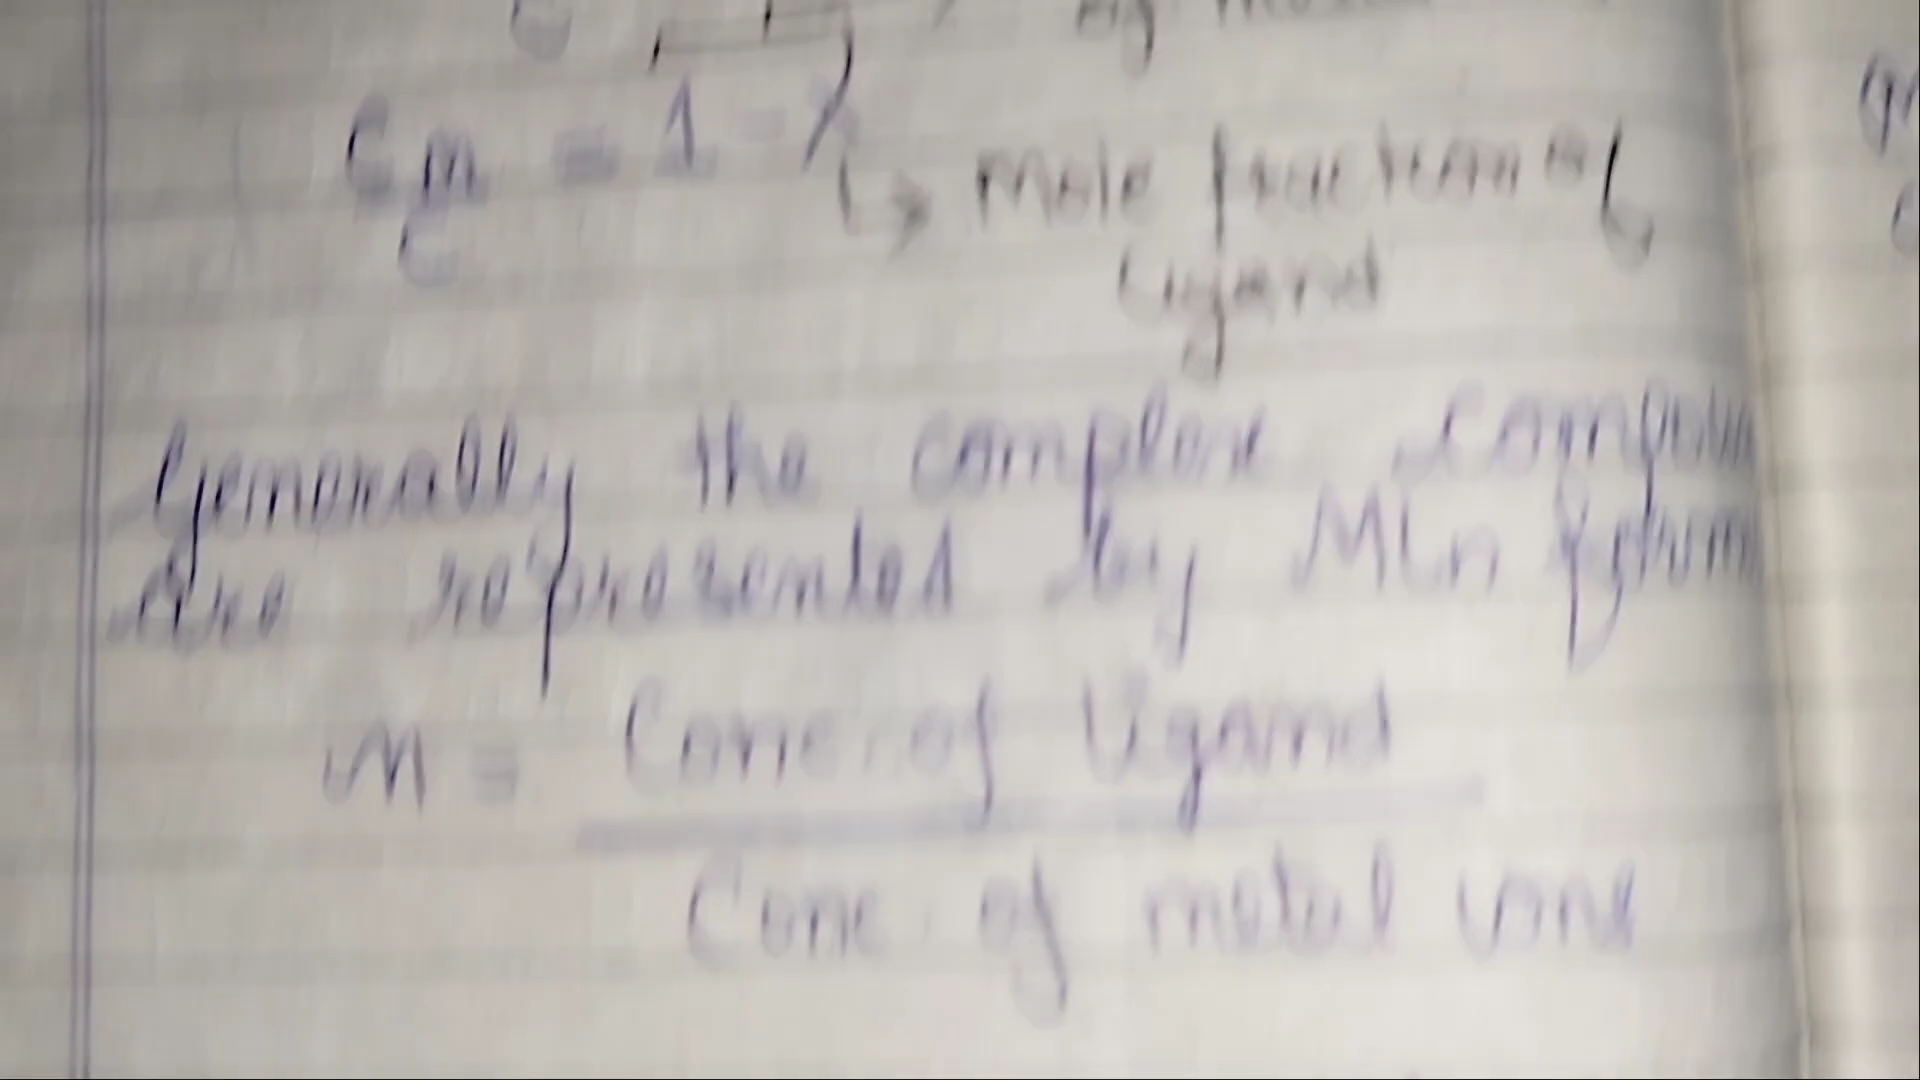 Cm = 1 - x
C
→ Mole fraction of
ligand
Generally the complex
are represented by MLn
n = Conc. of ligand
Conc. of metal ions